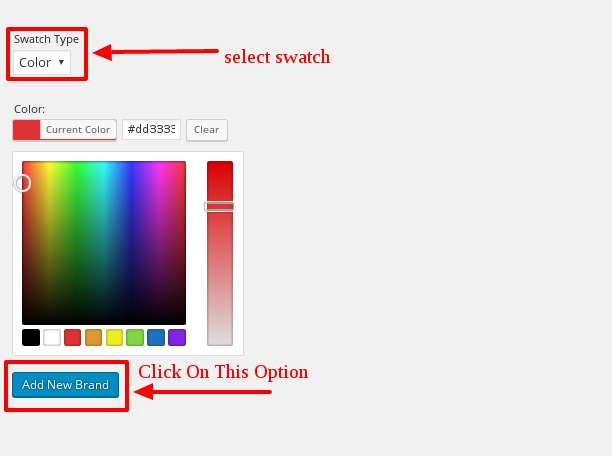 Swatch Type
Color
select swatch
Color:
Current Color #dd3333 Clear
Click On This Option
Add New Brand